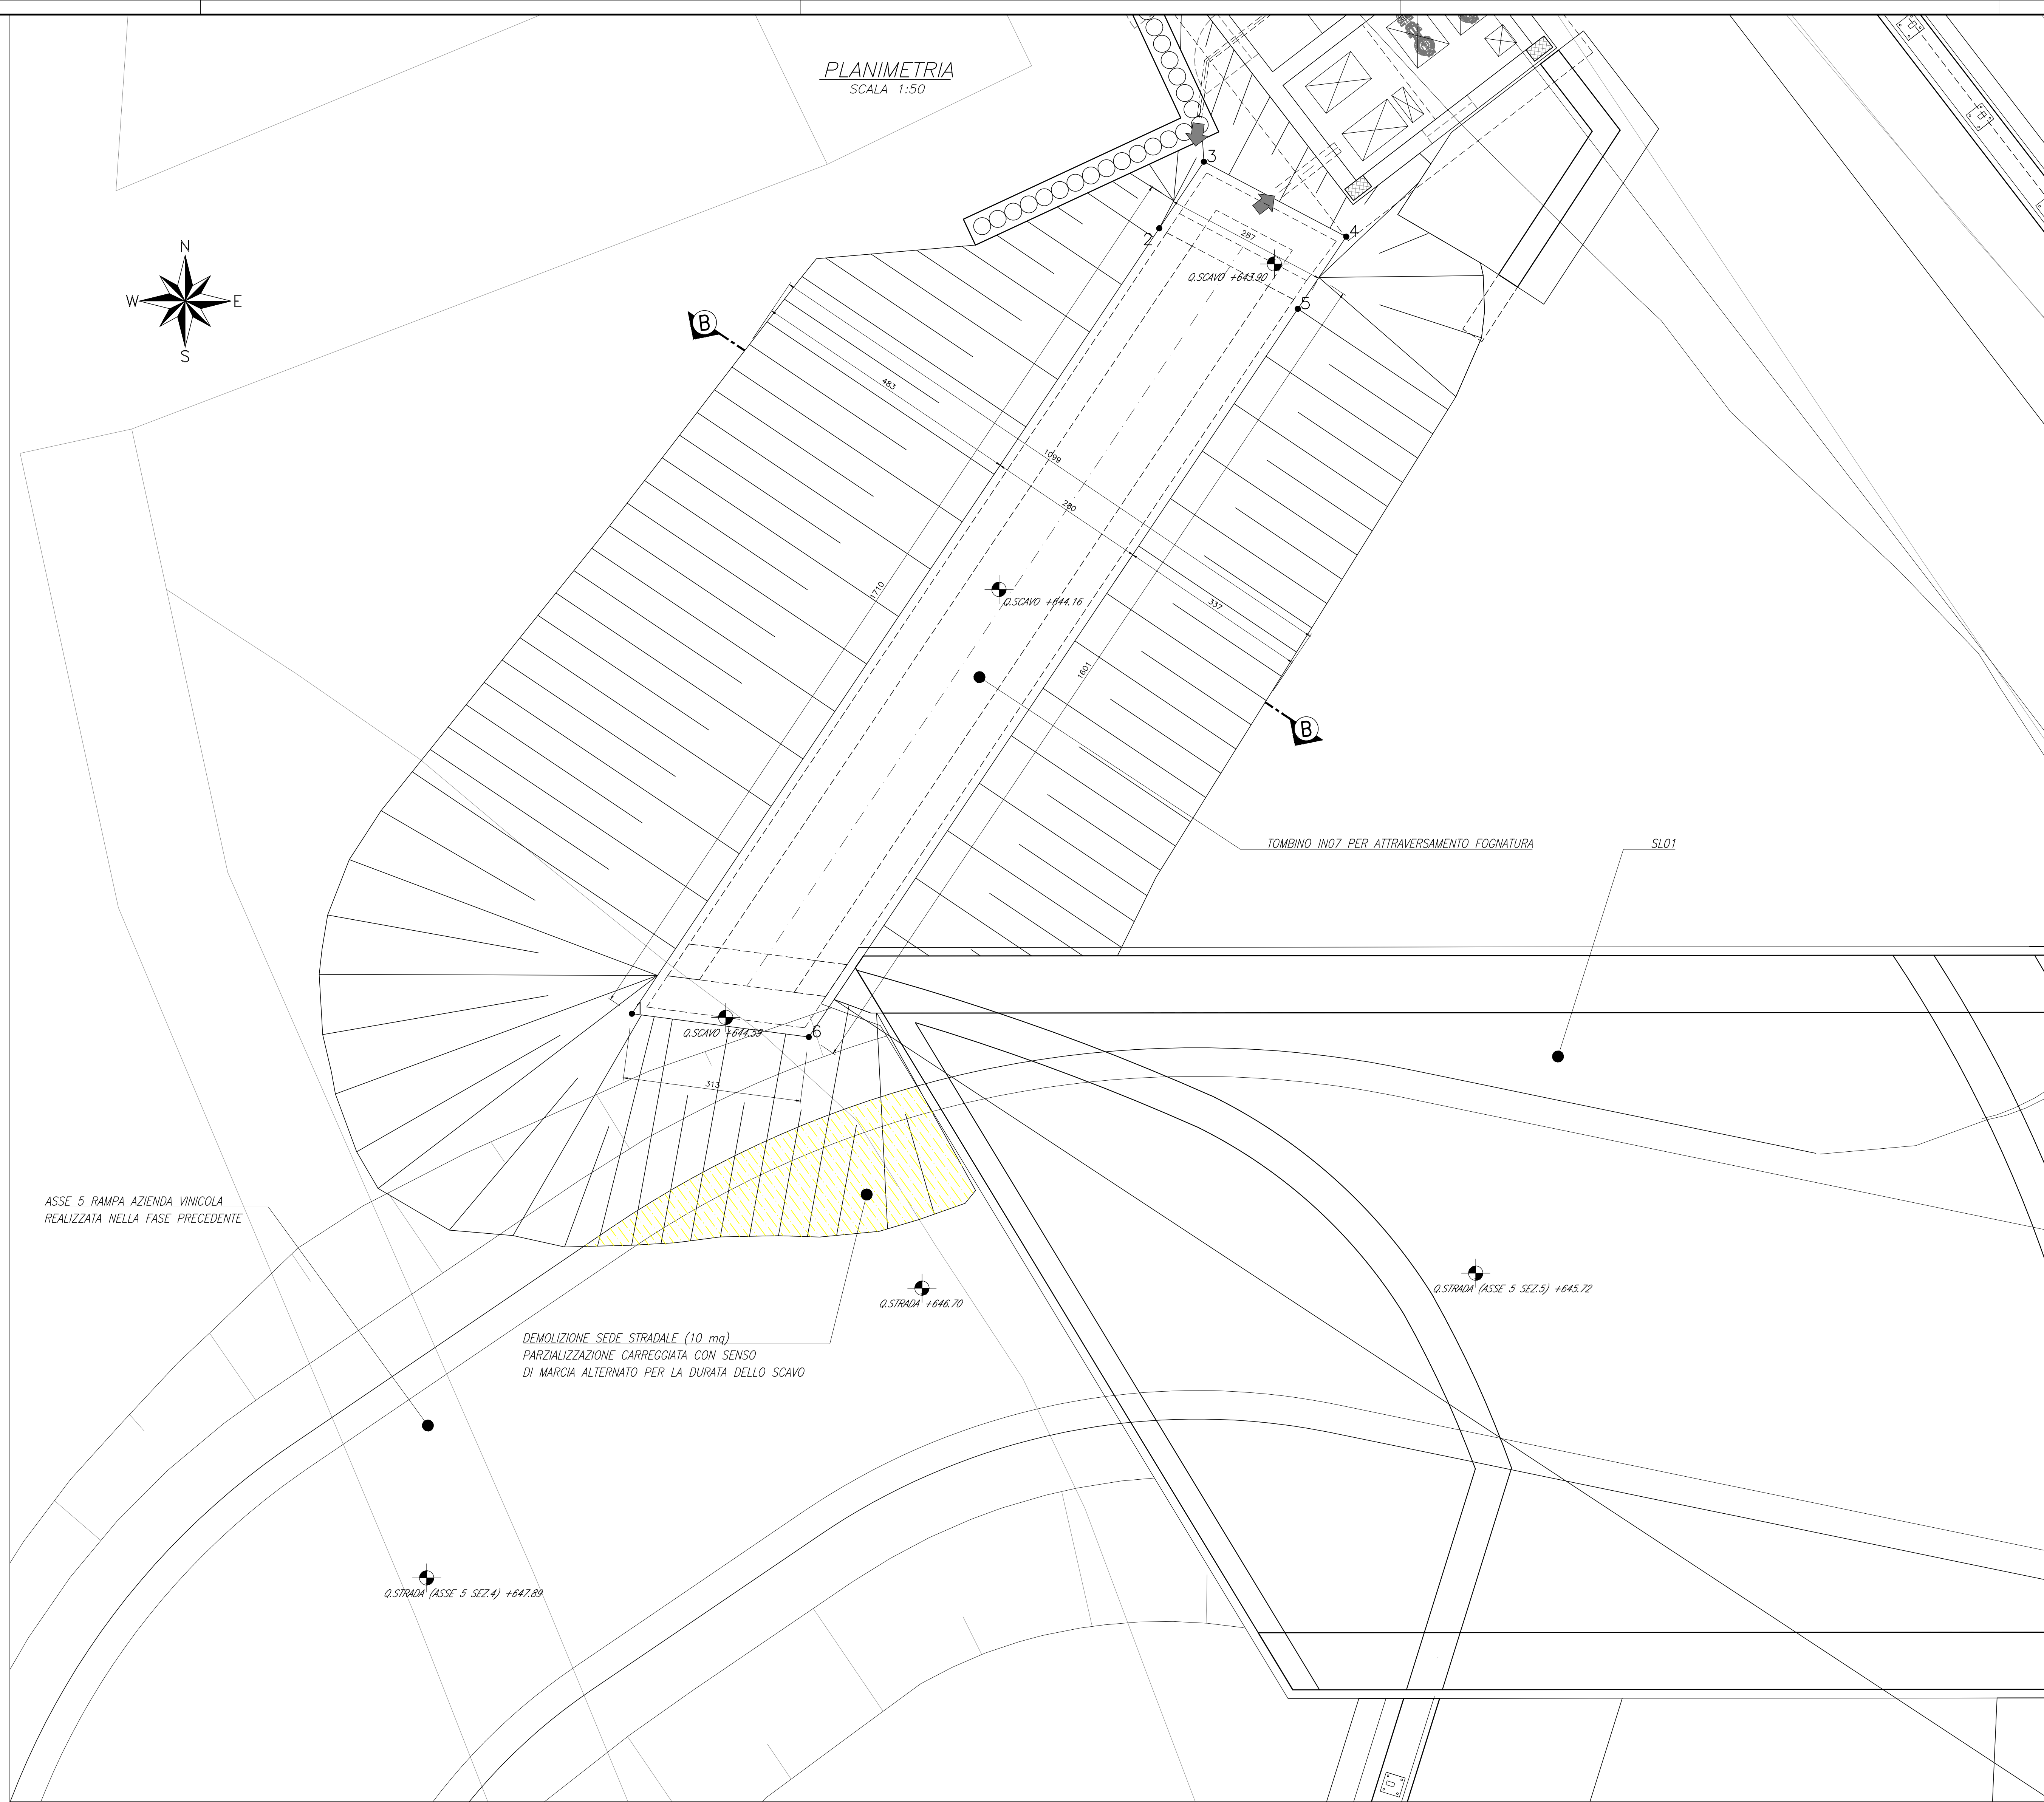 PLANIMETRIA
SCALA 1:50
N
W
E
S
3
2
4
287
Q.SCAVO +643.90
5
B
483
1099
280
Q.SCAVO +644.16
1710
337
1601
B
TOMBINO IN07 PER ATTRAVERSAMENTO FOGNATURA
SL01
1
Q.SCAVO +644.59
6
313
ASSE 5 RAMPA AZIENDA VINICOLA
REALIZZATA NELLA FASE PRECEDENTE
Q.STRADA +646.70
Q.STRADA (ASSE 5 SEZ.5) +645.72
DEMOLIZIONE SEDE STRADALE (10 mq)
PARZIALIZZAZIONE CARREGGIATA CON SENSO
DI MARCIA ALTERNATO PER LA DURATA DELLO SCAVO
Q.STRADA (ASSE 5 SEZ.4) +647.89